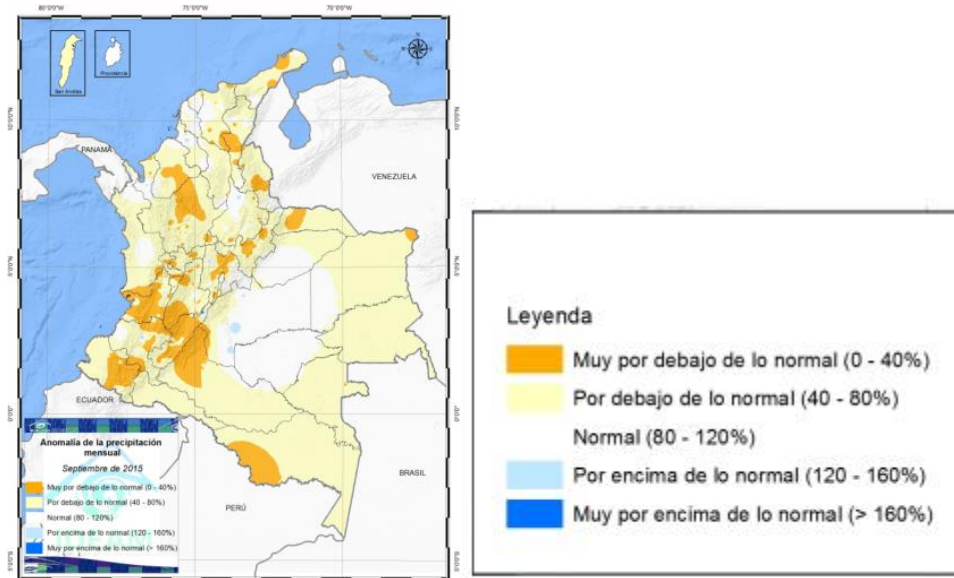 80°0'0"W 75°0'0"W 70°0'0"W
San Andrés
Providencia
N
PANAMÁ
VENEZUELA
ECUADOR
BRASIL
PERÚ
Anomalía de la precipitación
mensual
Septiembre de 2015
Muy por debajo de lo normal (0 - 40%)
Por debajo de lo normal (40 - 80%)
Normal (80 - 120%)
Por encima de lo normal (120 - 160%)
Muy por encima de lo normal (> 160%)
Leyenda
Muy por debajo de lo normal (0 - 40%)
Por debajo de lo normal (40 - 80%)
Normal (80 - 120%)
Por encima de lo normal (120 - 160%)
Muy por encima de lo normal (> 160%)